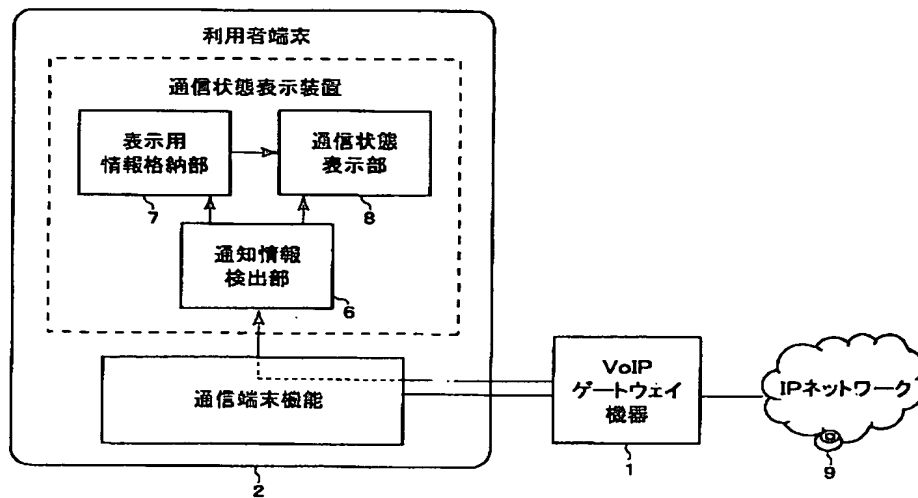 利用者端末
通信状態表示装置
表示用
情報格納部
通信状態
表示部
7
8
通知情報
検出部
6
通信端末機能
2
VoIP
ゲートウェイ
機器
1
IPネットワーク
9